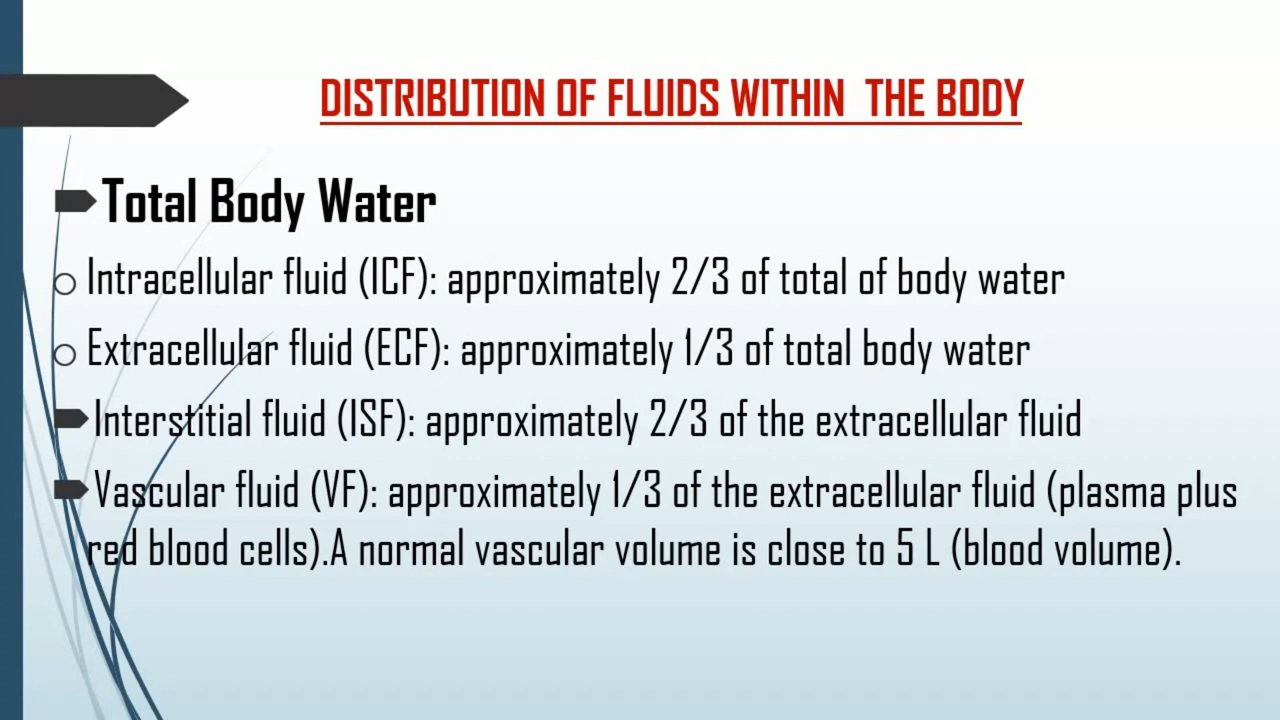 DISTRIBUTION OF FLUIDS WITHIN THE BODY
Total Body Water
Intracellular fluid (ICF): approximately 2/3 of total of body water
Extracellular fluid (ECF): approximately 1/3 of total body water
Interstitial fluid (ISF): approximately 2/3 of the extracellular fluid
Vascular fluid (VF): approximately 1/3 of the extracellular fluid (plasma plus
red blood cells).A normal vascular volume is close to 5 L (blood volume).